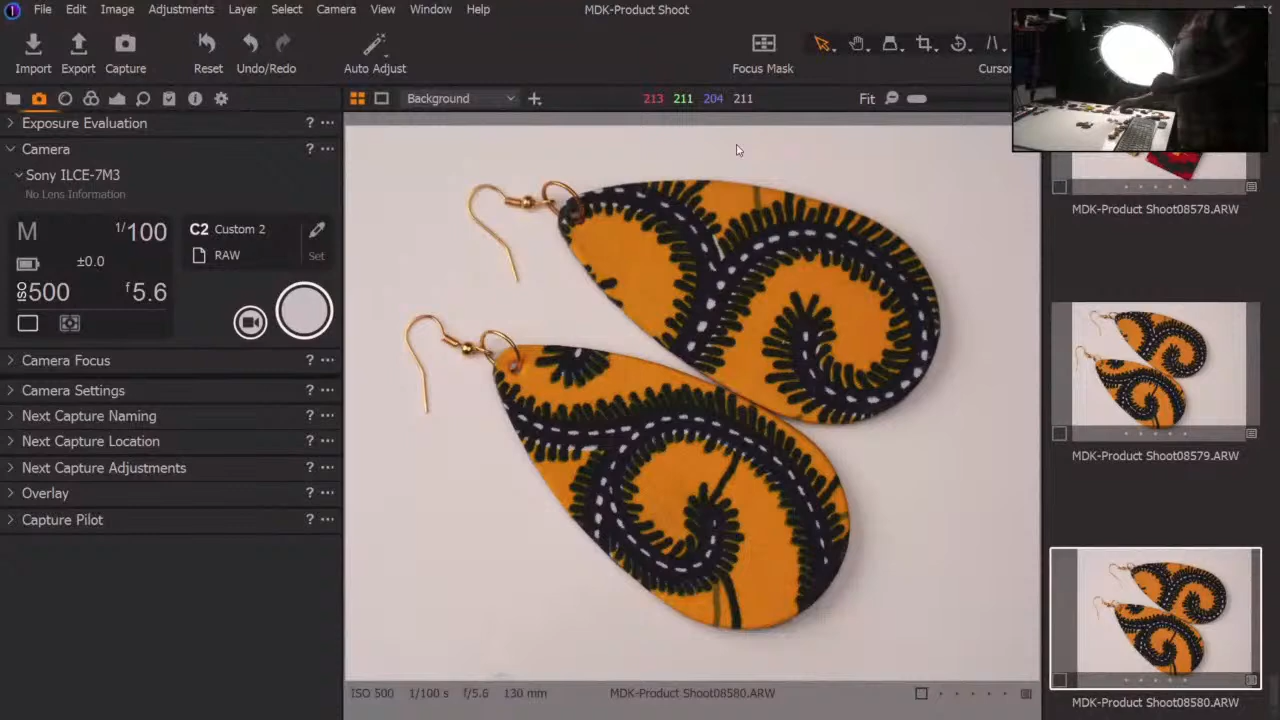 File Edit Image Adjustments Layer Select Camera View Window Help MDK-Product Shoot
Import Export Capture Reset Undo/Redo Auto Adjust Focus Mask Cursor
Background 213 211 204 211 Fit
Exposure Evaluation ? ...
Camera ? ...
Sony ILCE-7M3
No Lens Information
M 1/100 C2 Custom 2
±0.0 RAW Set
ISO 500 f5.6
Camera Focus ? ...
Camera Settings ? ...
Next Capture Naming ? ...
Next Capture Location ? ...
Next Capture Adjustments ? ...
Overlay ? ...
Capture Pilot ? ...
MDK-Product Shoot08578.ARW
MDK-Product Shoot08579.ARW
ISO 500 1/100 s f/5.6 130 mm MDK-Product Shoot08580.ARW
MDK-Product Shoot08580.ARW